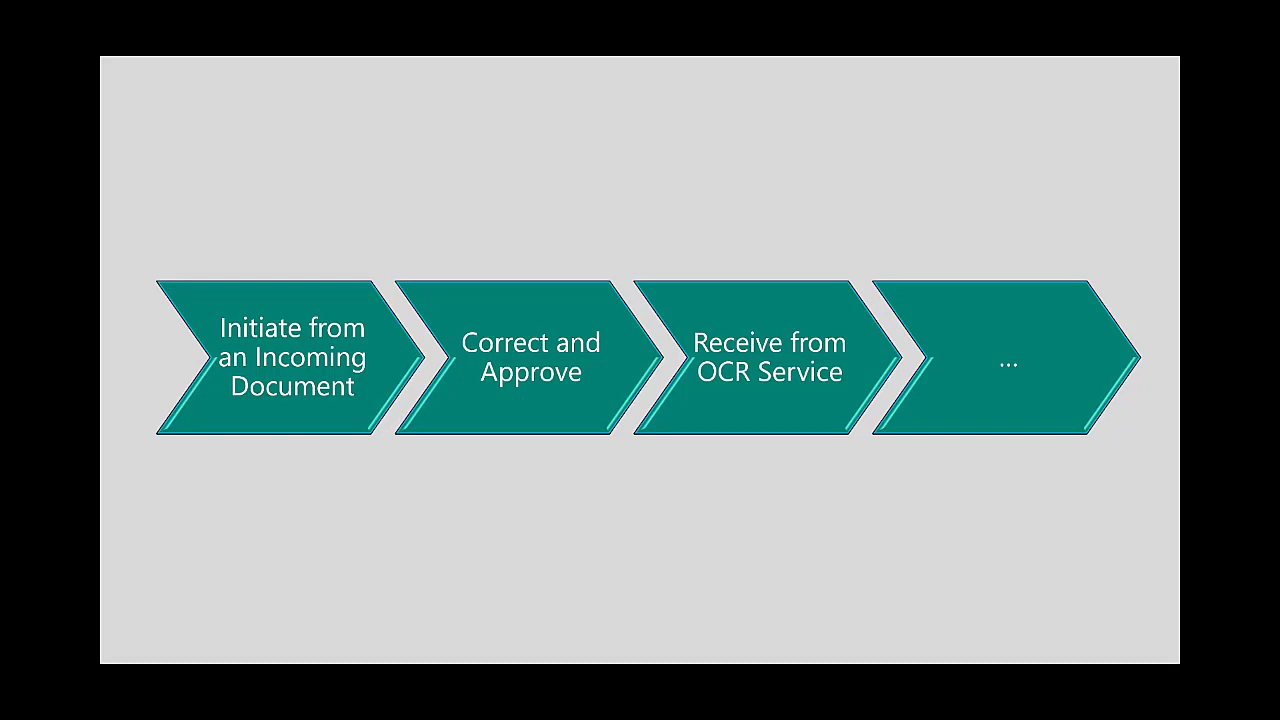 Initiate from
an Incoming
Document
Correct and
Approve
Receive from
OCR Service
...